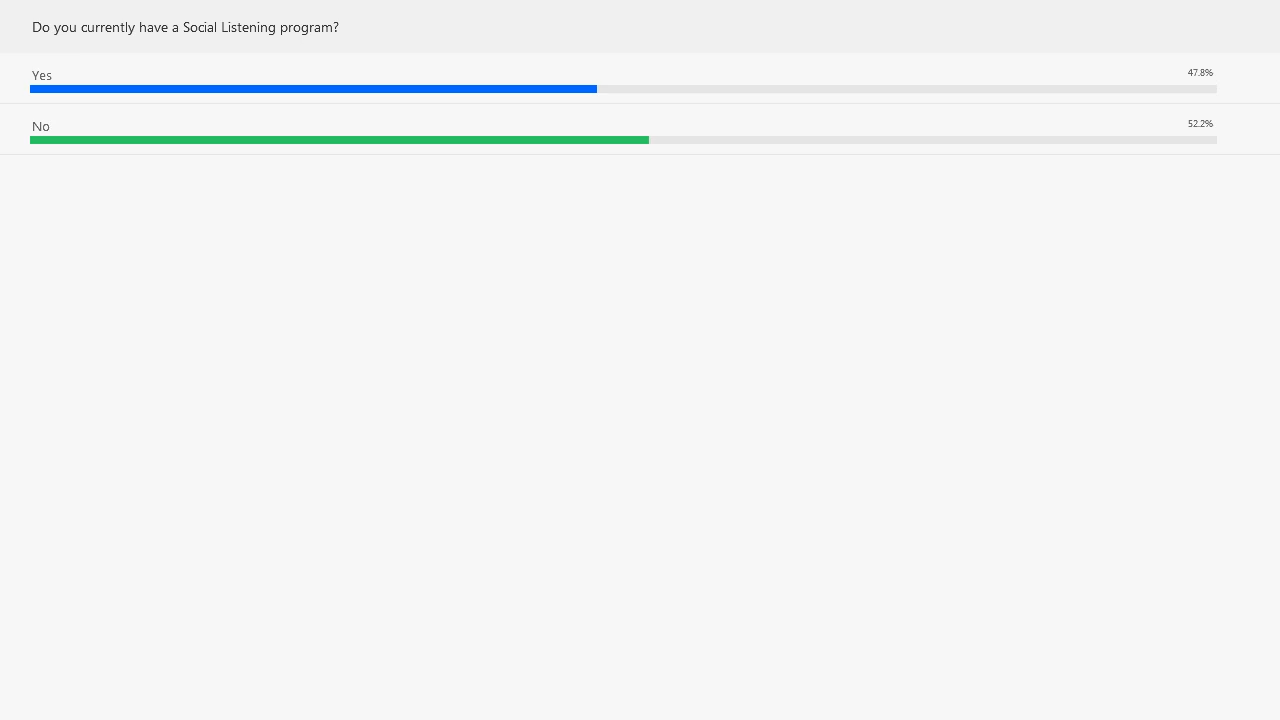 Do you currently have a Social Listening program?
Yes
47.8%
No
52.2%